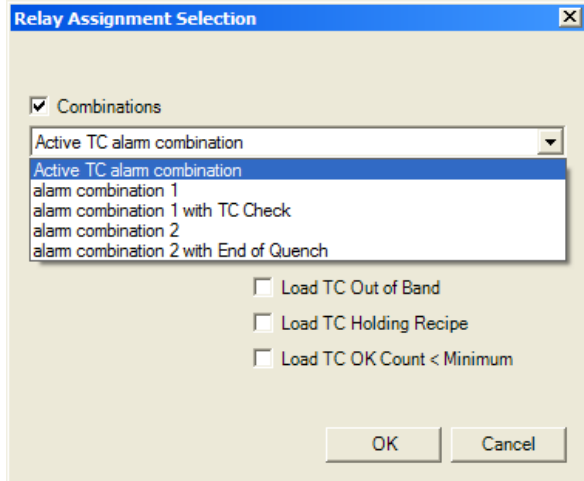 Relay Assignment Selection
Combinations
Active TC alarm combination
Active TC alarm combination
alarm combination 1
alarm combination 1 with TC Check
alarm combination 2
alarm combination 2 with End of Quench
Load TC Out of Band
Load TC Holding Recipe
Load TC OK Count < Minimum
OK Cancel